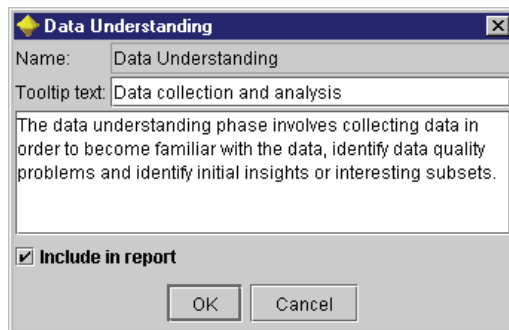 Data Understanding
Name: Data Understanding
Tooltip text: Data collection and analysis
The data understanding phase involves collecting data in
order to become familiar with the data, identify data quality
problems and identify initial insights or interesting subsets.
Include in report
OK Cancel